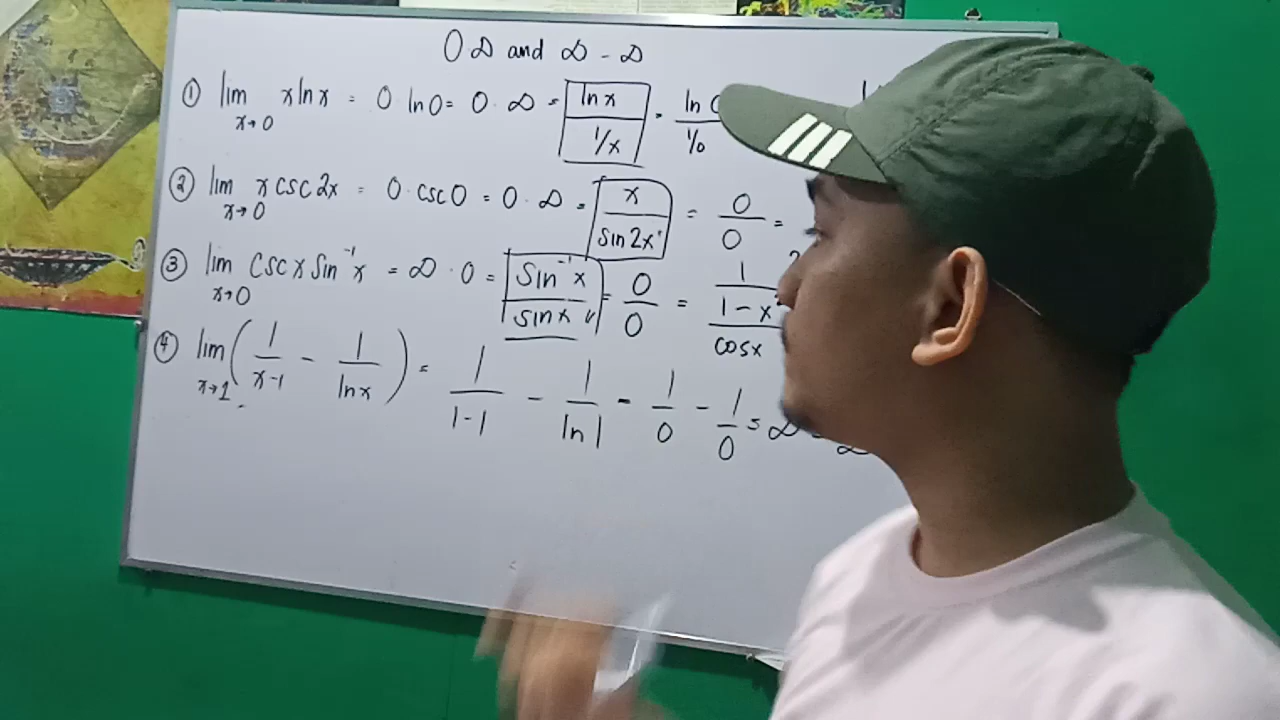 0∞ and ∞ - ∞
① lim x→0 x ln x = 0 ln 0 = 0 · ∞ = ln x / 1/x = ln 0 / 1/0
② lim x→0 x csc 2x = 0 · csc 0 = 0 · ∞ = x / sin 2x = 0/0 =
③ lim x→0 csc x sin⁻¹ x = ∞ · 0 = sin⁻¹ x / sin x = 0/0 = 1 / 1 - x² / cos x
④ lim x→1 (1/x-1 - 1/ln x) = 1/1-1 - 1/ln 1 = 1/0 - 1/0 = ∞ - ∞